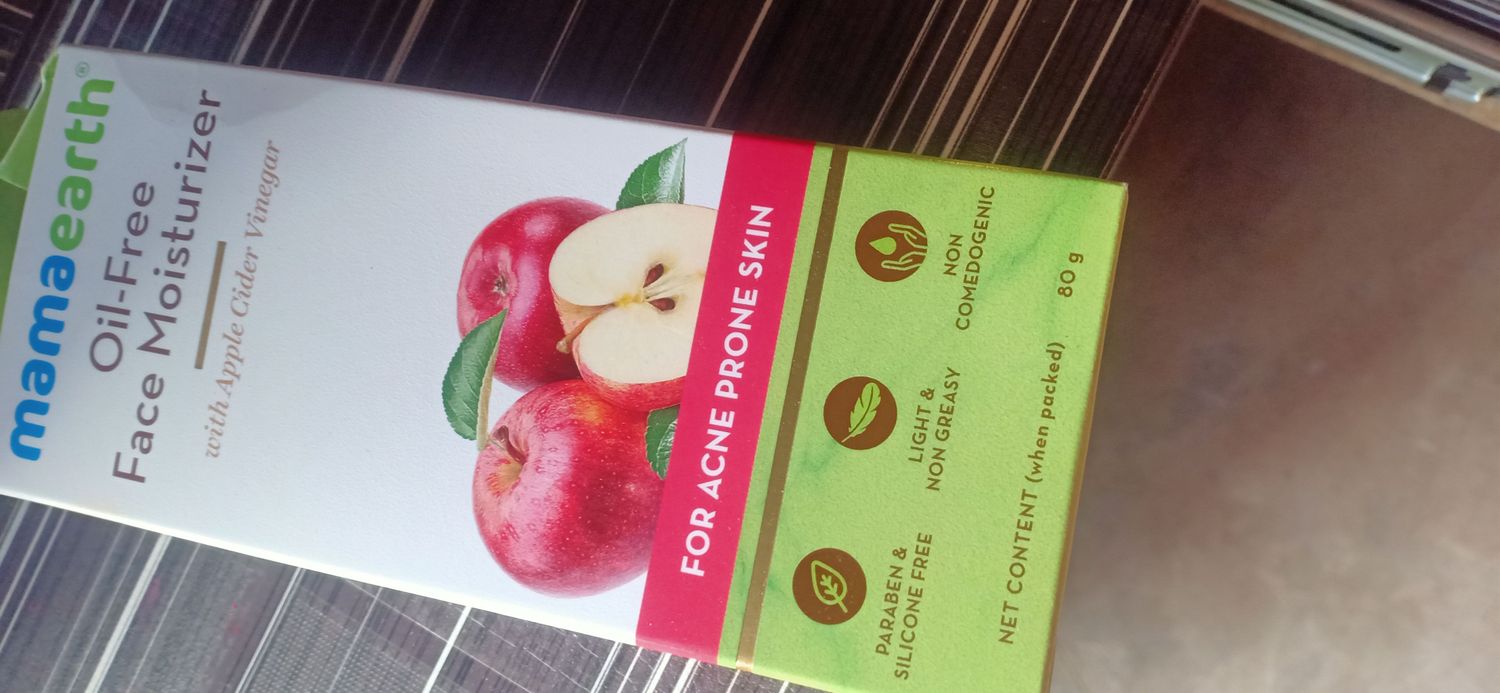 mamaearth®
Oil-Free
Face Moisturizer
with Apple Cider Vinegar
FOR ACNE PRONE SKIN
PARABEN &
SILICONE FREE
LIGHT &
NON GREASY
NON
COMEDOGENIC
NET CONTENT (when packed) 80 g